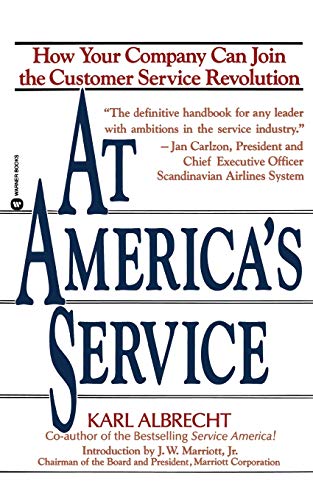 How Your Company Can Join
the Customer Service Revolution
"The definitive handbook for any leader
with ambitions in the service industry."
—Jan Carlzon, President and
Chief Executive Officer
Scandinavian Airlines System
WARNER BOOKS
AT
AMERICA'S
SERVICE
KARL ALBRECHT
Co-author of the Bestselling Service America!
Introduction by J. W. Marriott, Jr.
Chairman of the Board and President, Marriott Corporation